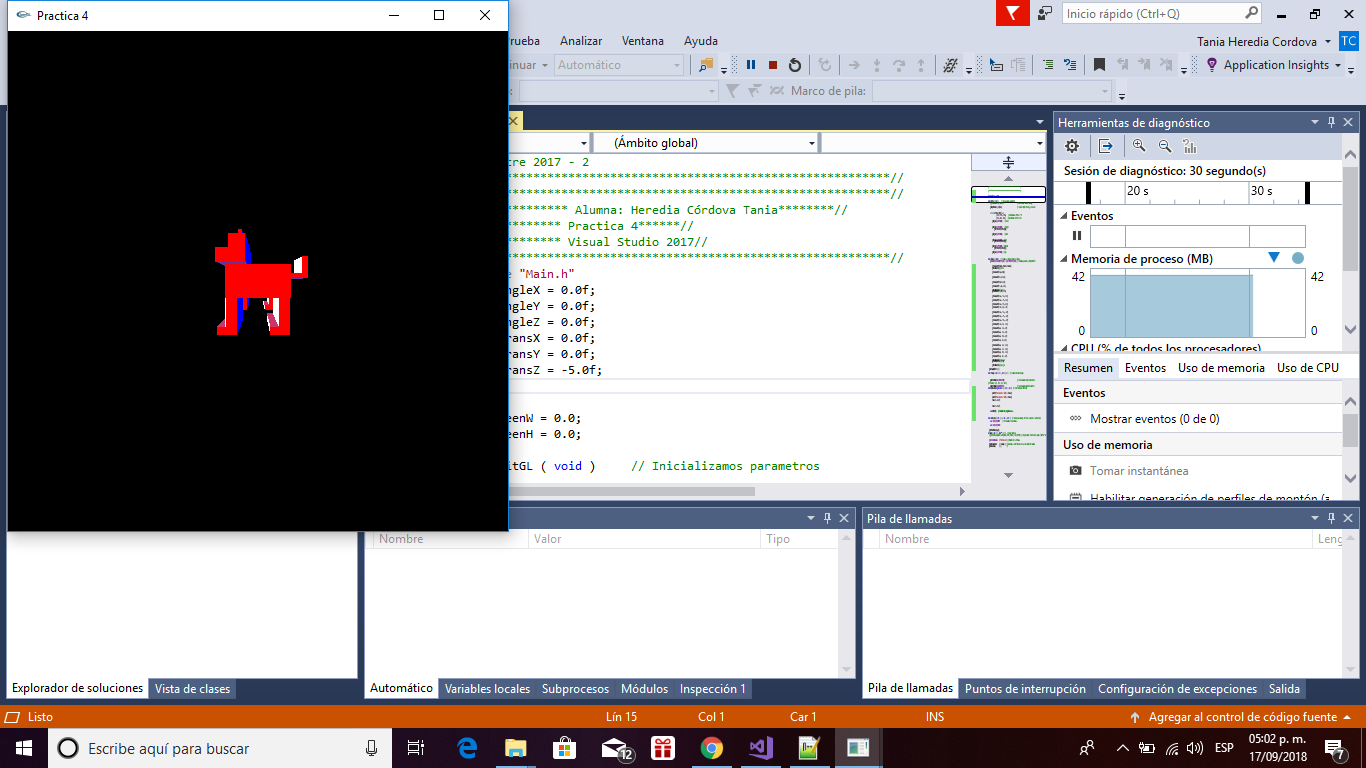 Practica 4
Inicio rápido (Ctrl+Q)
rueba Analizar Ventana Ayuda
Tania Heredia Cordova TC
nuar Automático Application Insights
Marco de pila:
(Ámbito global)
tre 2017 - 2
*******************************************************//
*******************************************************//
********* Alumna: Heredia Córdova Tania********//
******** Practica 4******//
******** Visual Studio 2017//
*******************************************************//
e "Main.h"
ngleX = 0.0f;
ngleY = 0.0f;
ngleZ = 0.0f;
ransX = 0.0f;
ransY = 0.0f;
ransZ = -5.0f;
eenW = 0.0;
eenH = 0.0;
itGL ( void ) // Inicializamos parametros
Herramientas de diagnóstico
Sesión de diagnóstico: 30 segundo(s)
20 s 30 s
Eventos
Memoria de proceso (MB)
42 42
0 0
CPU (% de todos los procesadores)
Resumen Eventos Uso de memoria Uso de CPU
Eventos
Mostrar eventos (0 de 0)
Uso de memoria
Tomar instantánea
Habilitar generación de perfiles de montón (a
Nombre Valor Tipo
Pila de llamadas
Nombre Leng
Explorador de soluciones Vista de clases
Automático Variables locales Subprocesos Módulos Inspección 1
Pila de llamadas Puntos de interrupción Configuración de excepciones Salida
Listo Lín 15 Col 1 Car 1 INS Agregar al control de código fuente
Escribe aquí para buscar
12
ESP
05:02 p. m.
17/09/2018
7